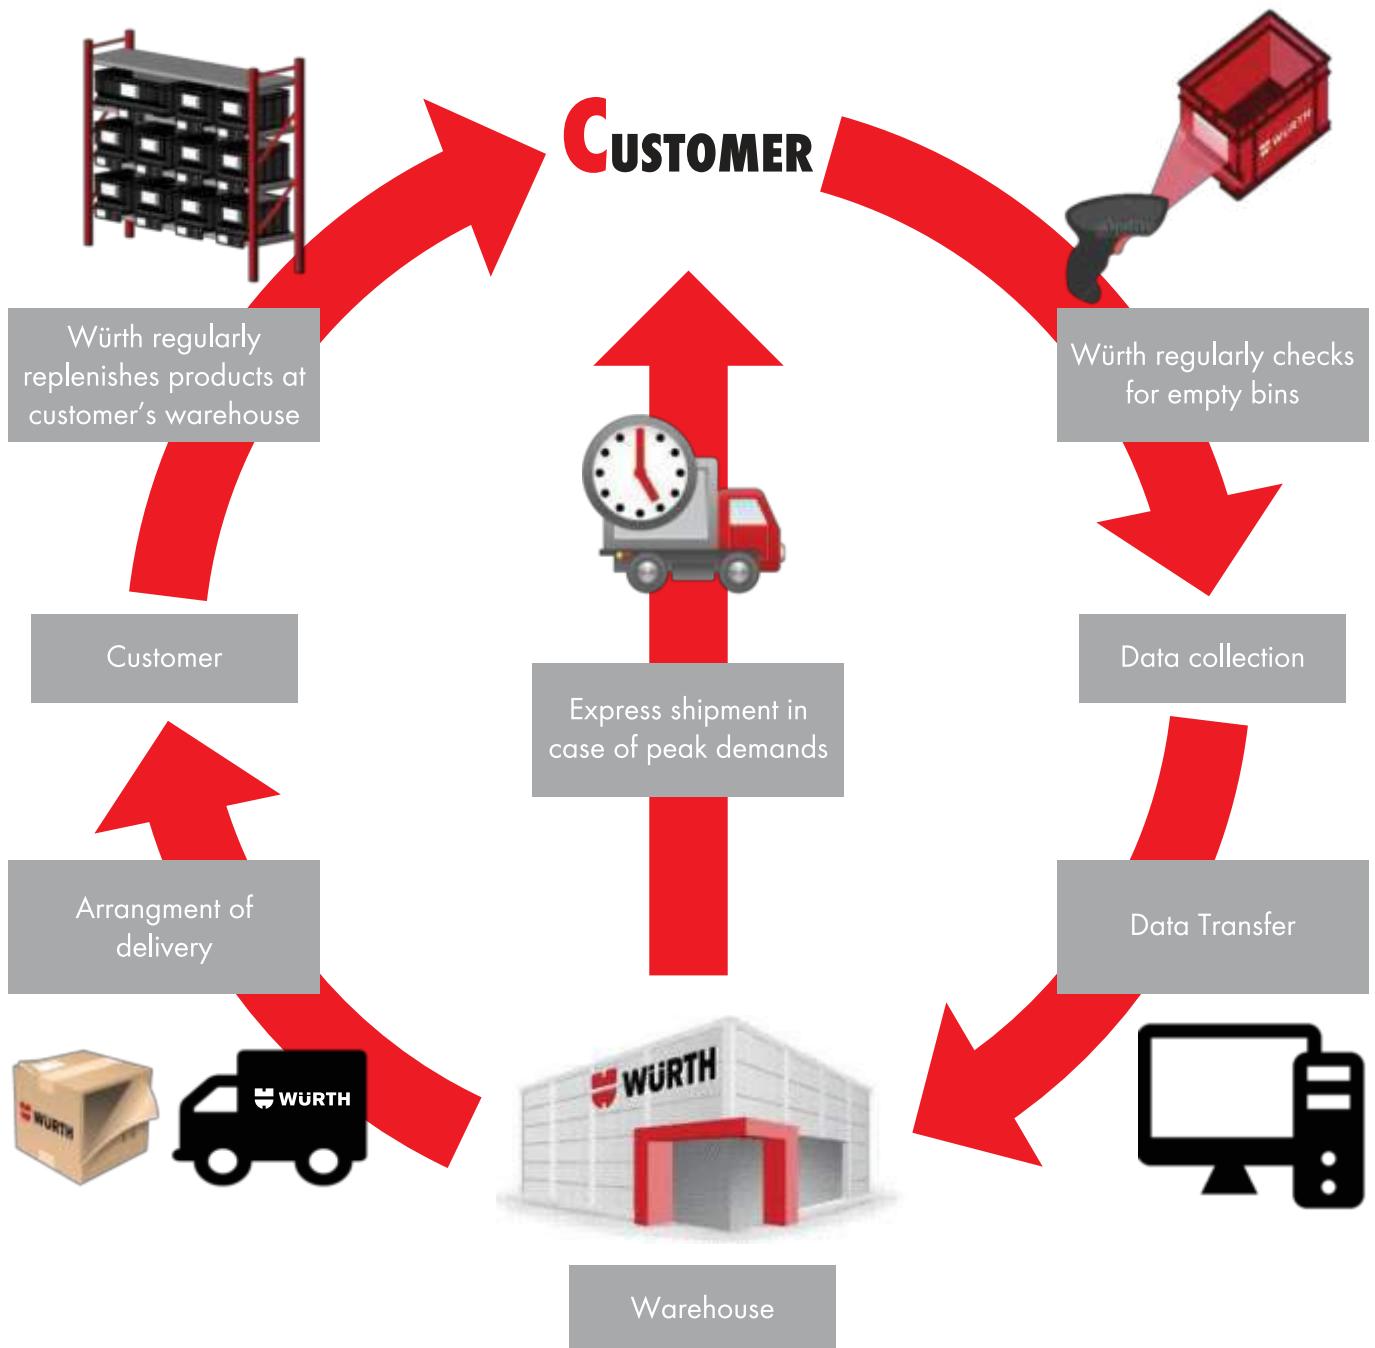 CUSTOMER
WÜRTH
Würth regularly
replenishes products at
customer's warehouse
Würth regularly checks
for empty bins
Customer
Data collection
Express shipment in
case of peak demands
Arrangment of
delivery
Data Transfer
WÜRTH
WÜRTH
WÜRTH
Warehouse